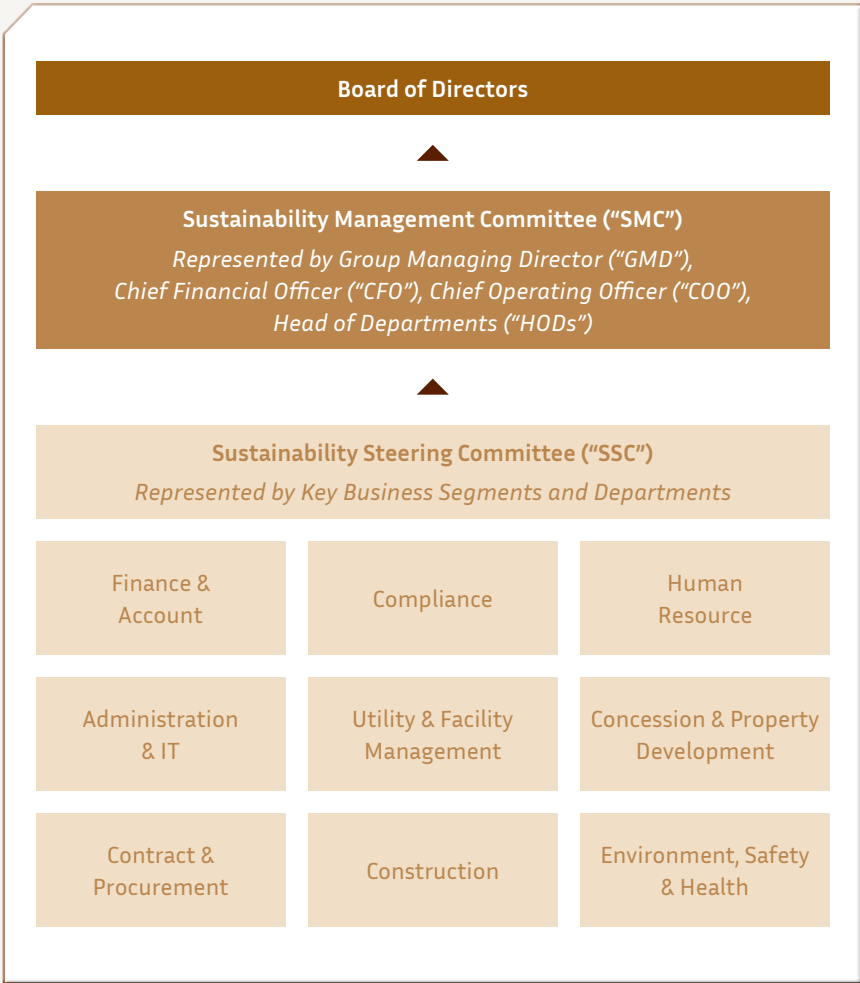 Board of Directors
Sustainability Management Committee (“SMC”)
Represented by Group Managing Director (“GMD”),
Chief Financial Officer (“CFO”), Chief Operating Officer (“COO”),
Head of Departments (“HODs”)
Sustainability Steering Committee (“SSC”)
Represented by Key Business Segments and Departments
Finance &
Account
Compliance
Human
Resource
Administration
& IT
Utility & Facility
Management
Concession & Property
Development
Contract &
Procurement
Construction
Environment, Safety
& Health